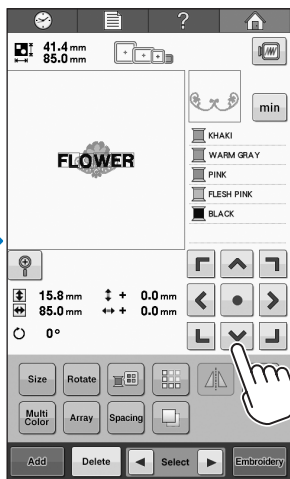 ?
41.4 mm
85.0 mm
min
KHAKI
WARM GRAY
PINK
FLESH PINK
BLACK
FLOWER
15.8 mm + 0.0 mm
85.0 mm + 0.0 mm
0°
Size Rotate
Multi Color Array Spacing
Add Delete Select Embroidery